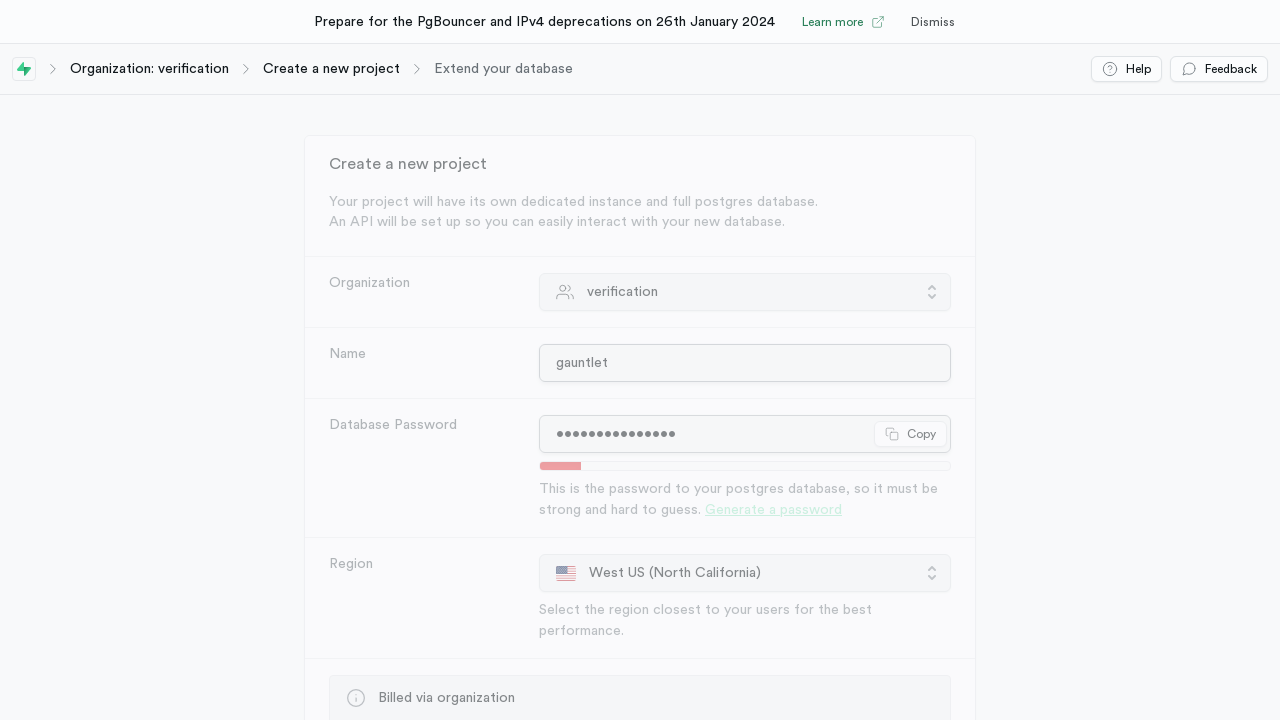 Prepare for the PgBouncer and IPv4 deprecations on 26th January 2024 Learn more Dismiss
Organization: verification Create a new project Extend your database Help Feedback
Create a new project
Your project will have its own dedicated instance and full postgres database.
An API will be set up so you can easily interact with your new database.
Organization verification
Name gauntlet
Database Password ••••••••••••••• Copy
This is the password to your postgres database, so it must be
strong and hard to guess. Generate a password
Region West US (North California)
Select the region closest to your users for the best
performance.
Billed via organization